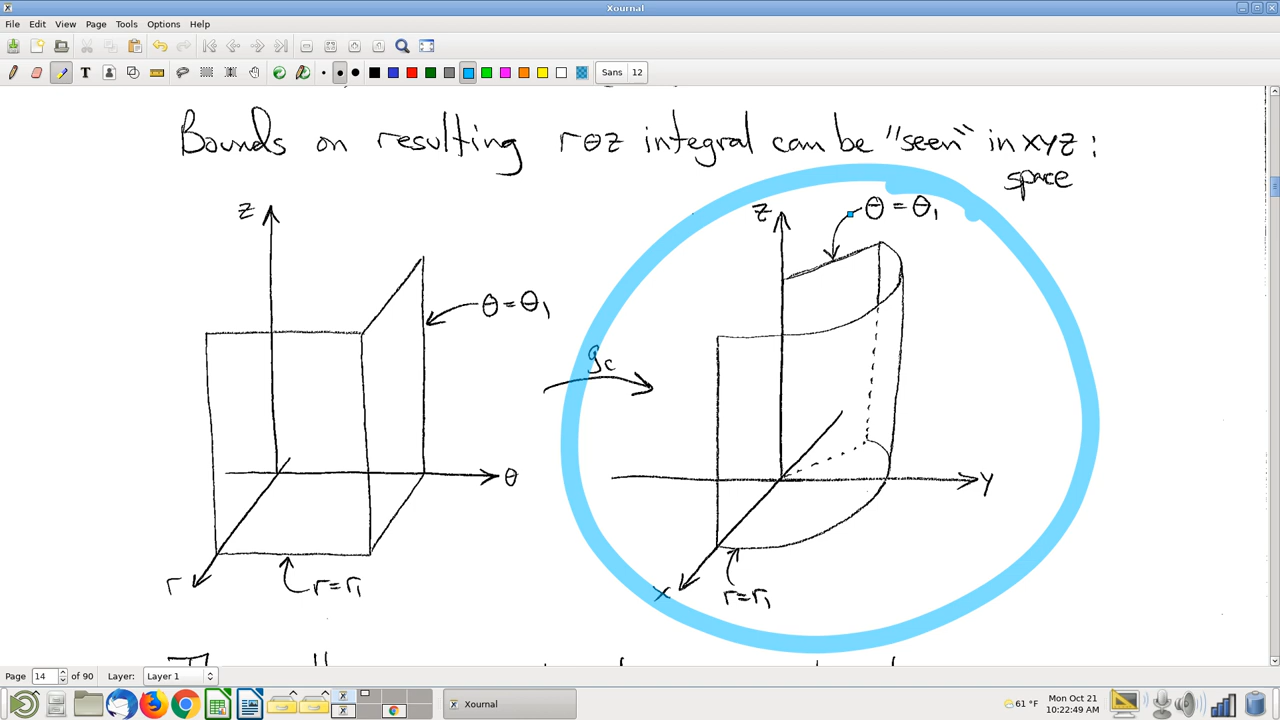 Xournal
File Edit View Page Tools Options Help
Sans 12
Bounds on resulting rθz integral can be "seen" in xyz :
space
z
θ = θ₁
r
r=r₁
θ
g_c
z
θ = θ₁
x
r=r₁
y
Page 14 of 90 Layer: Layer 1
Xournal
61 °F
Mon Oct 21
10:22:49 AM